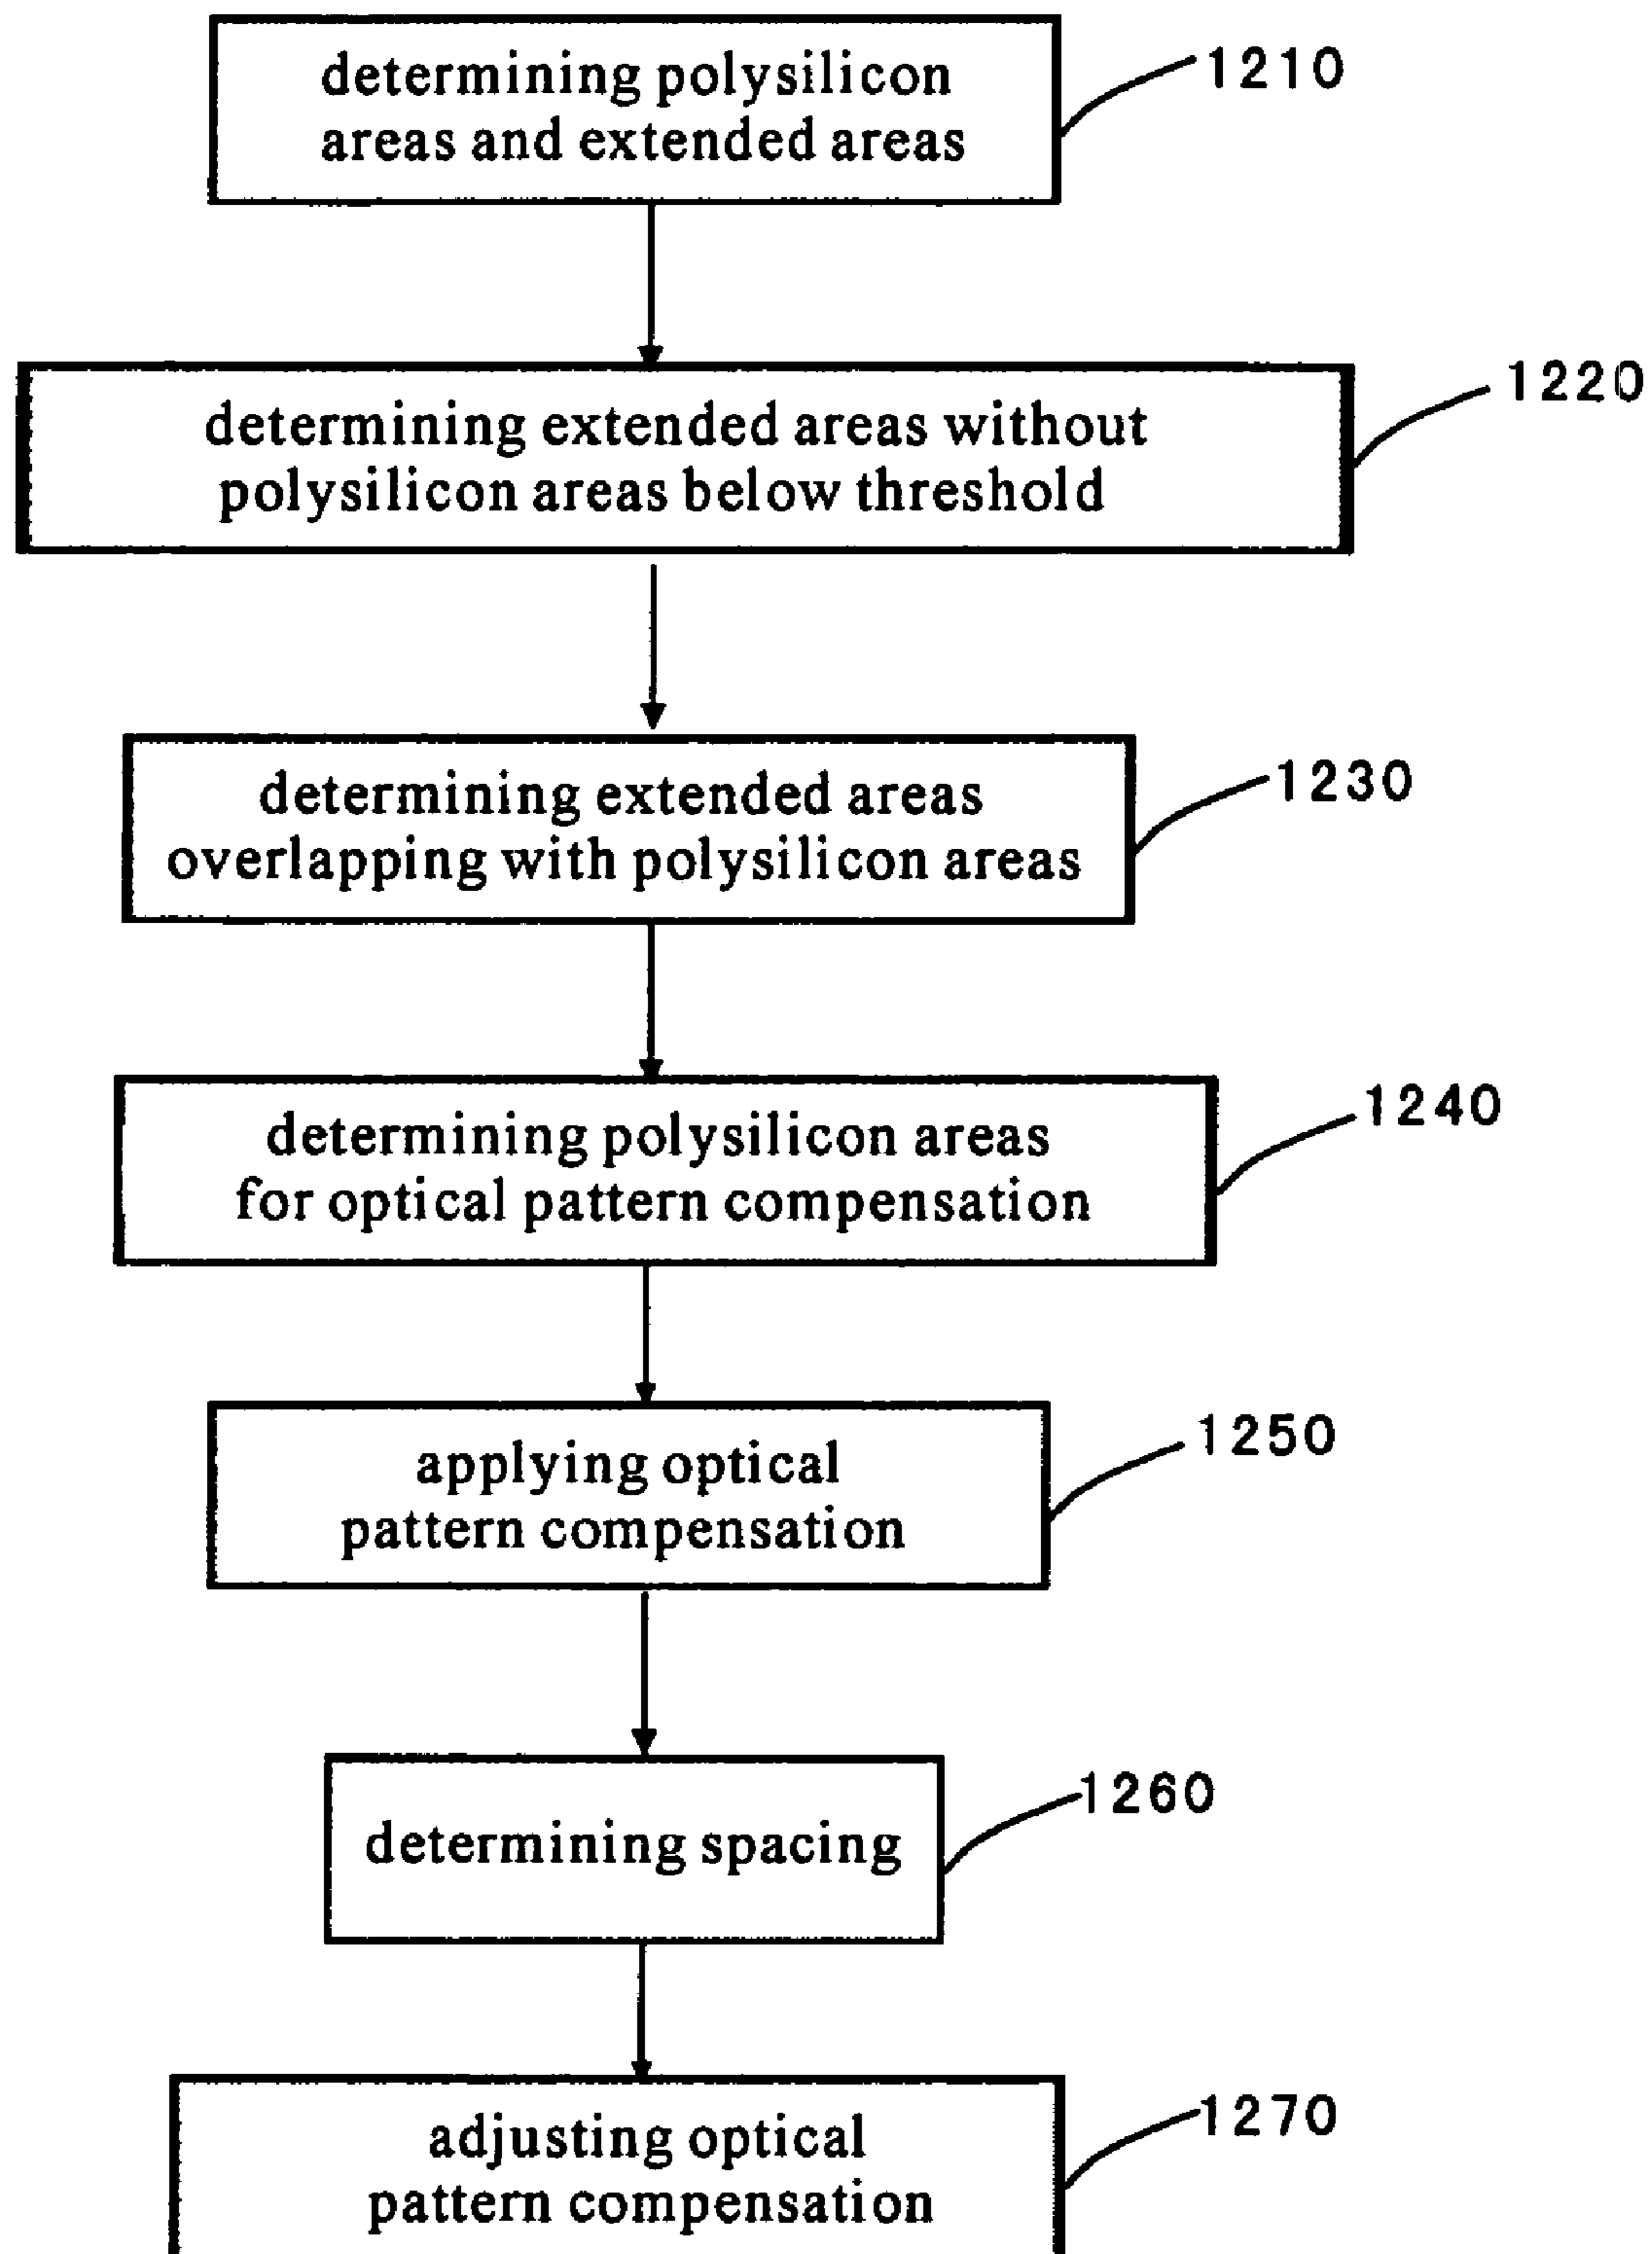 determining polysilicon
areas and extended areas
1210
determining extended areas without
polysilicon areas below threshold
1220
determining extended areas
overlapping with polysilicon areas
1230
determining polysilicon areas
for optical pattern compensation
1240
applying optical
pattern compensation
1250
determining spacing
1260
adjusting optical
pattern compensation
1270